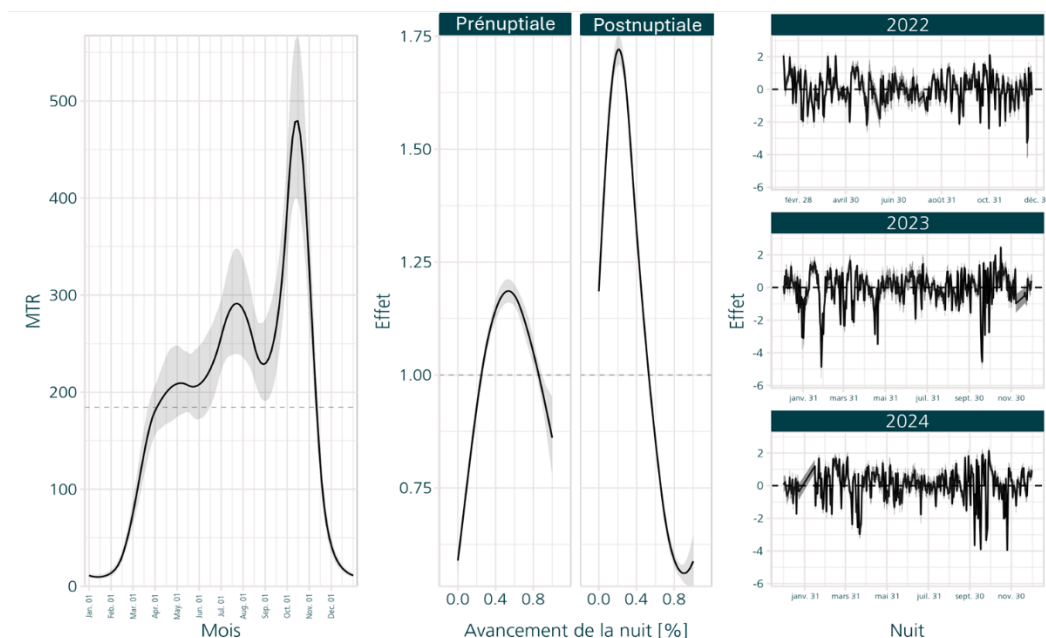 MTR
500
400
300
200
100
0
Jan. 01
Feb. 01
Mar. 01
Apr. 01
May. 01
Jun. 01
Jul. 01
Aug. 01
Sep. 01
Oct. 01
Nov. 01
Dec. 01
Mois
Prénuptiale
Postnuptiale
Effet
1.75
1.50
1.25
1.00
0.75
0.0 0.4 0.8
0.0 0.4 0.8
Avancement de la nuit [%]
Effet
2022
2
0
-2
-4
-6
févr. 28 avril 30 juin 30 août 31 oct. 31 déc. 3
2023
2
0
-2
-4
-6
janv. 31 mars 31 mai 31 juil. 31 sept. 30 nov. 30
2024
2
0
-2
-4
-6
janv. 31 mars 31 mai 31 juil. 31 sept. 30 nov. 30
Nuit